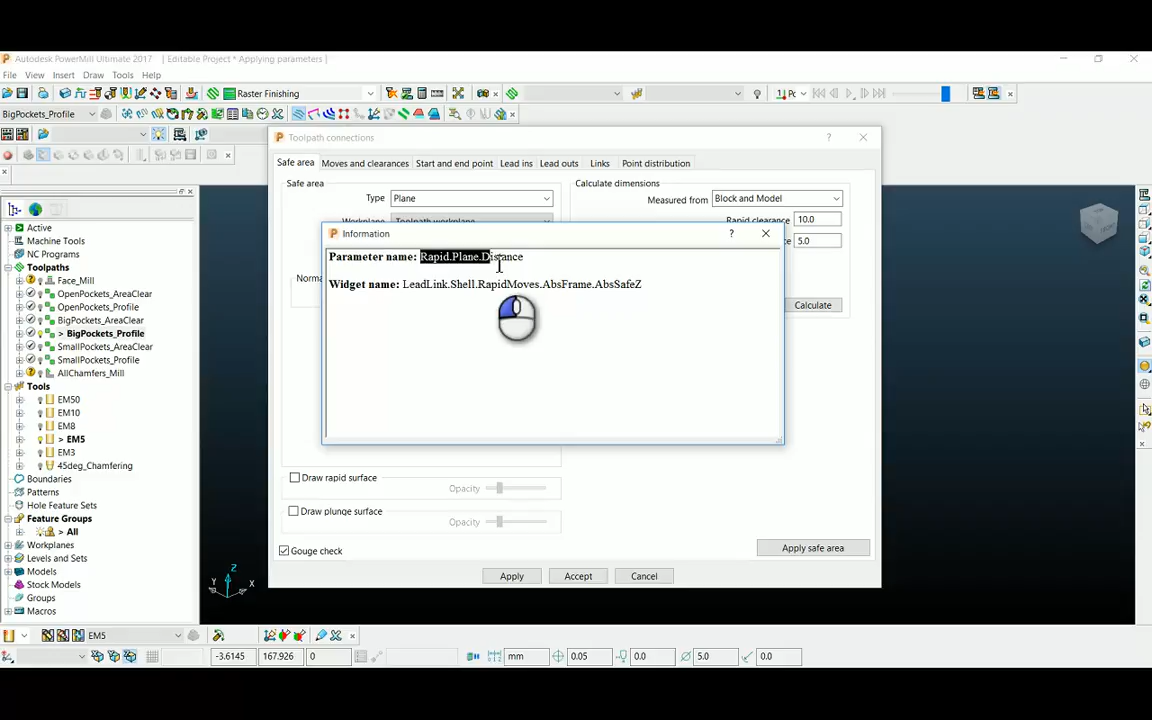 Autodesk PowerMill Ultimate 2017 [ Editable Project * Applying parameters ]
File View Insert Draw Tools Help
Raster Finishing
BigPockets_Profile
Toolpath connections
Safe area Moves and clearances Start and end point Lead ins Lead outs Links Point distribution
Safe area
Type Plane
Workplane Toolpath workplane
Calculate dimensions
Measured from Block and Model
Rapid clearance 10.0
5.0
Calculate
Information
Parameter name: Rapid.Plane.Distance
Widget name: LeadLink.Shell.RapidMoves.AbsFrame.AbsSafeZ
Draw rapid surface
Opacity
Draw plunge surface
Opacity
Gouge check
Apply safe area
Apply Accept Cancel
Active
Machine Tools
NC Programs
Toolpaths
Face_Mill
OpenPockets_AreaClear
OpenPockets_Profile
BigPockets_AreaClear
> BigPockets_Profile
SmallPockets_AreaClear
SmallPockets_Profile
AllChamfers_Mill
Tools
EM50
EM10
EM8
> EM5
EM3
45deg_Chamfering
Boundaries
Patterns
Hole Feature Sets
Feature Groups
> All
Workplanes
Levels and Sets
Models
Stock Models
Groups
Macros
Z
Y
X
EM5
-3.6145 167.926 0 mm 0.05 0.0 5.0 0.0